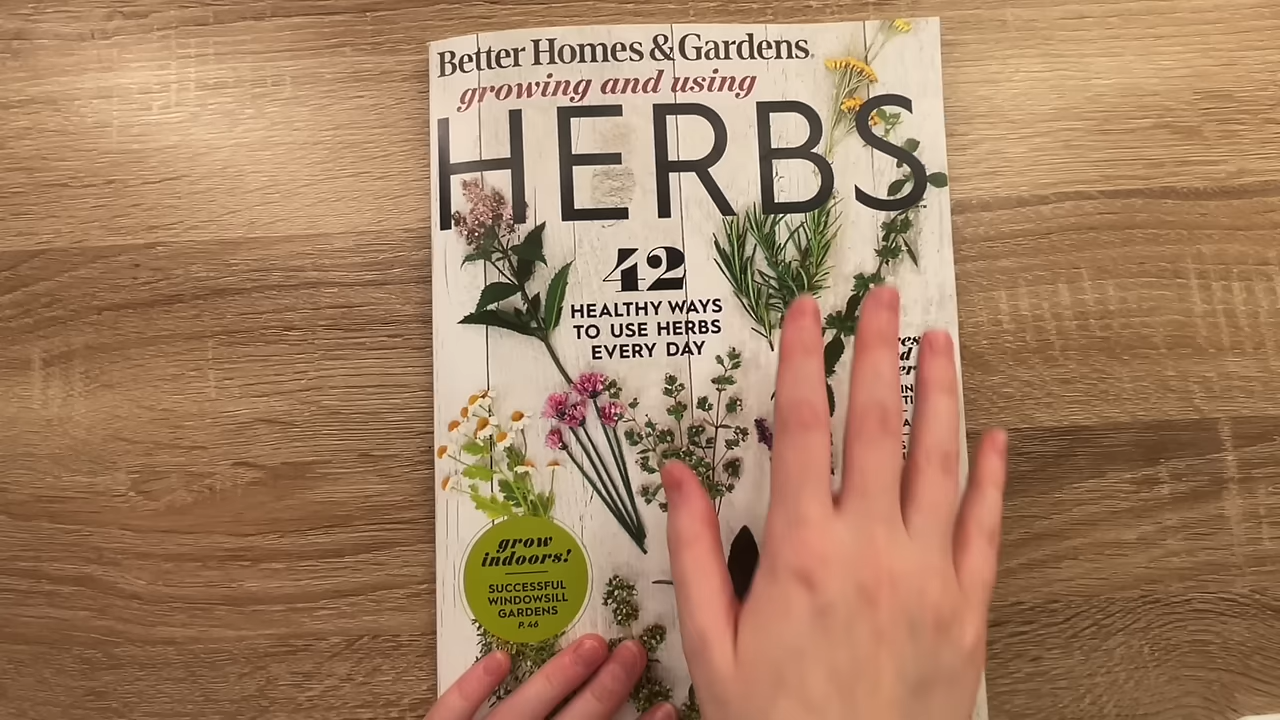 Better Homes & Gardens
growing and using
HERBS
42
HEALTHY WAYS
TO USE HERBS
EVERY DAY
grow
indoors!
SUCCESSFUL
WINDOWSILL
GARDENS
P. 46